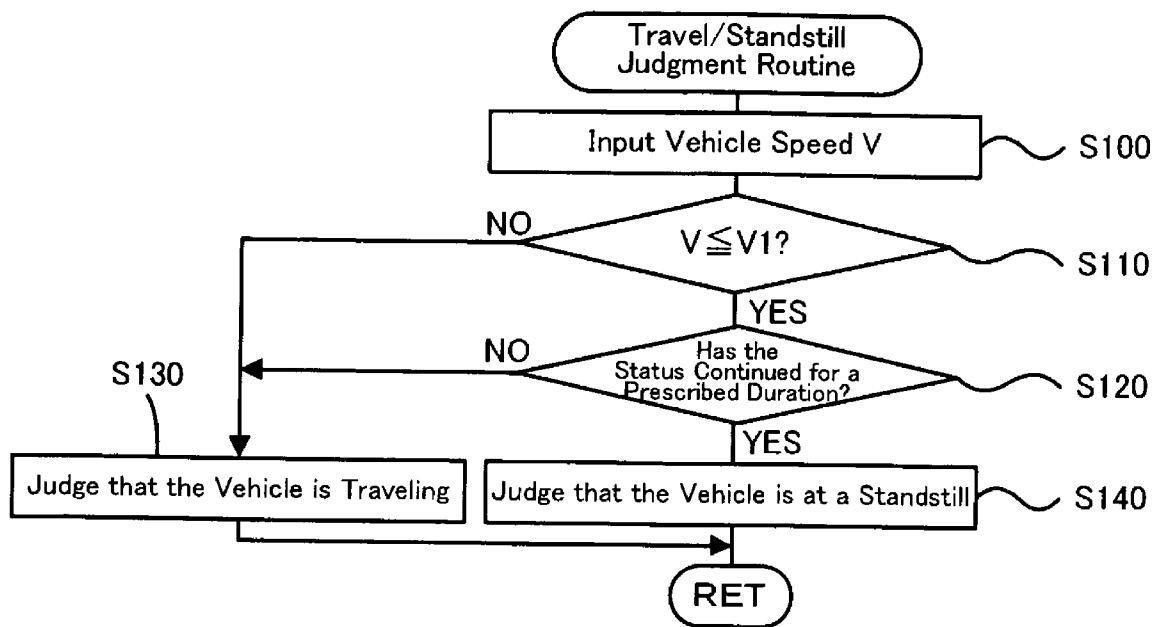 Travel/Standstill
Judgment Routine
Input Vehicle Speed V
S100
NO
V≦V1?
S110
YES
NO
Has the
Status Continued for a
Prescribed Duration?
S120
S130
YES
Judge that the Vehicle is Traveling
Judge that the Vehicle is at a Standstill
S140
RET